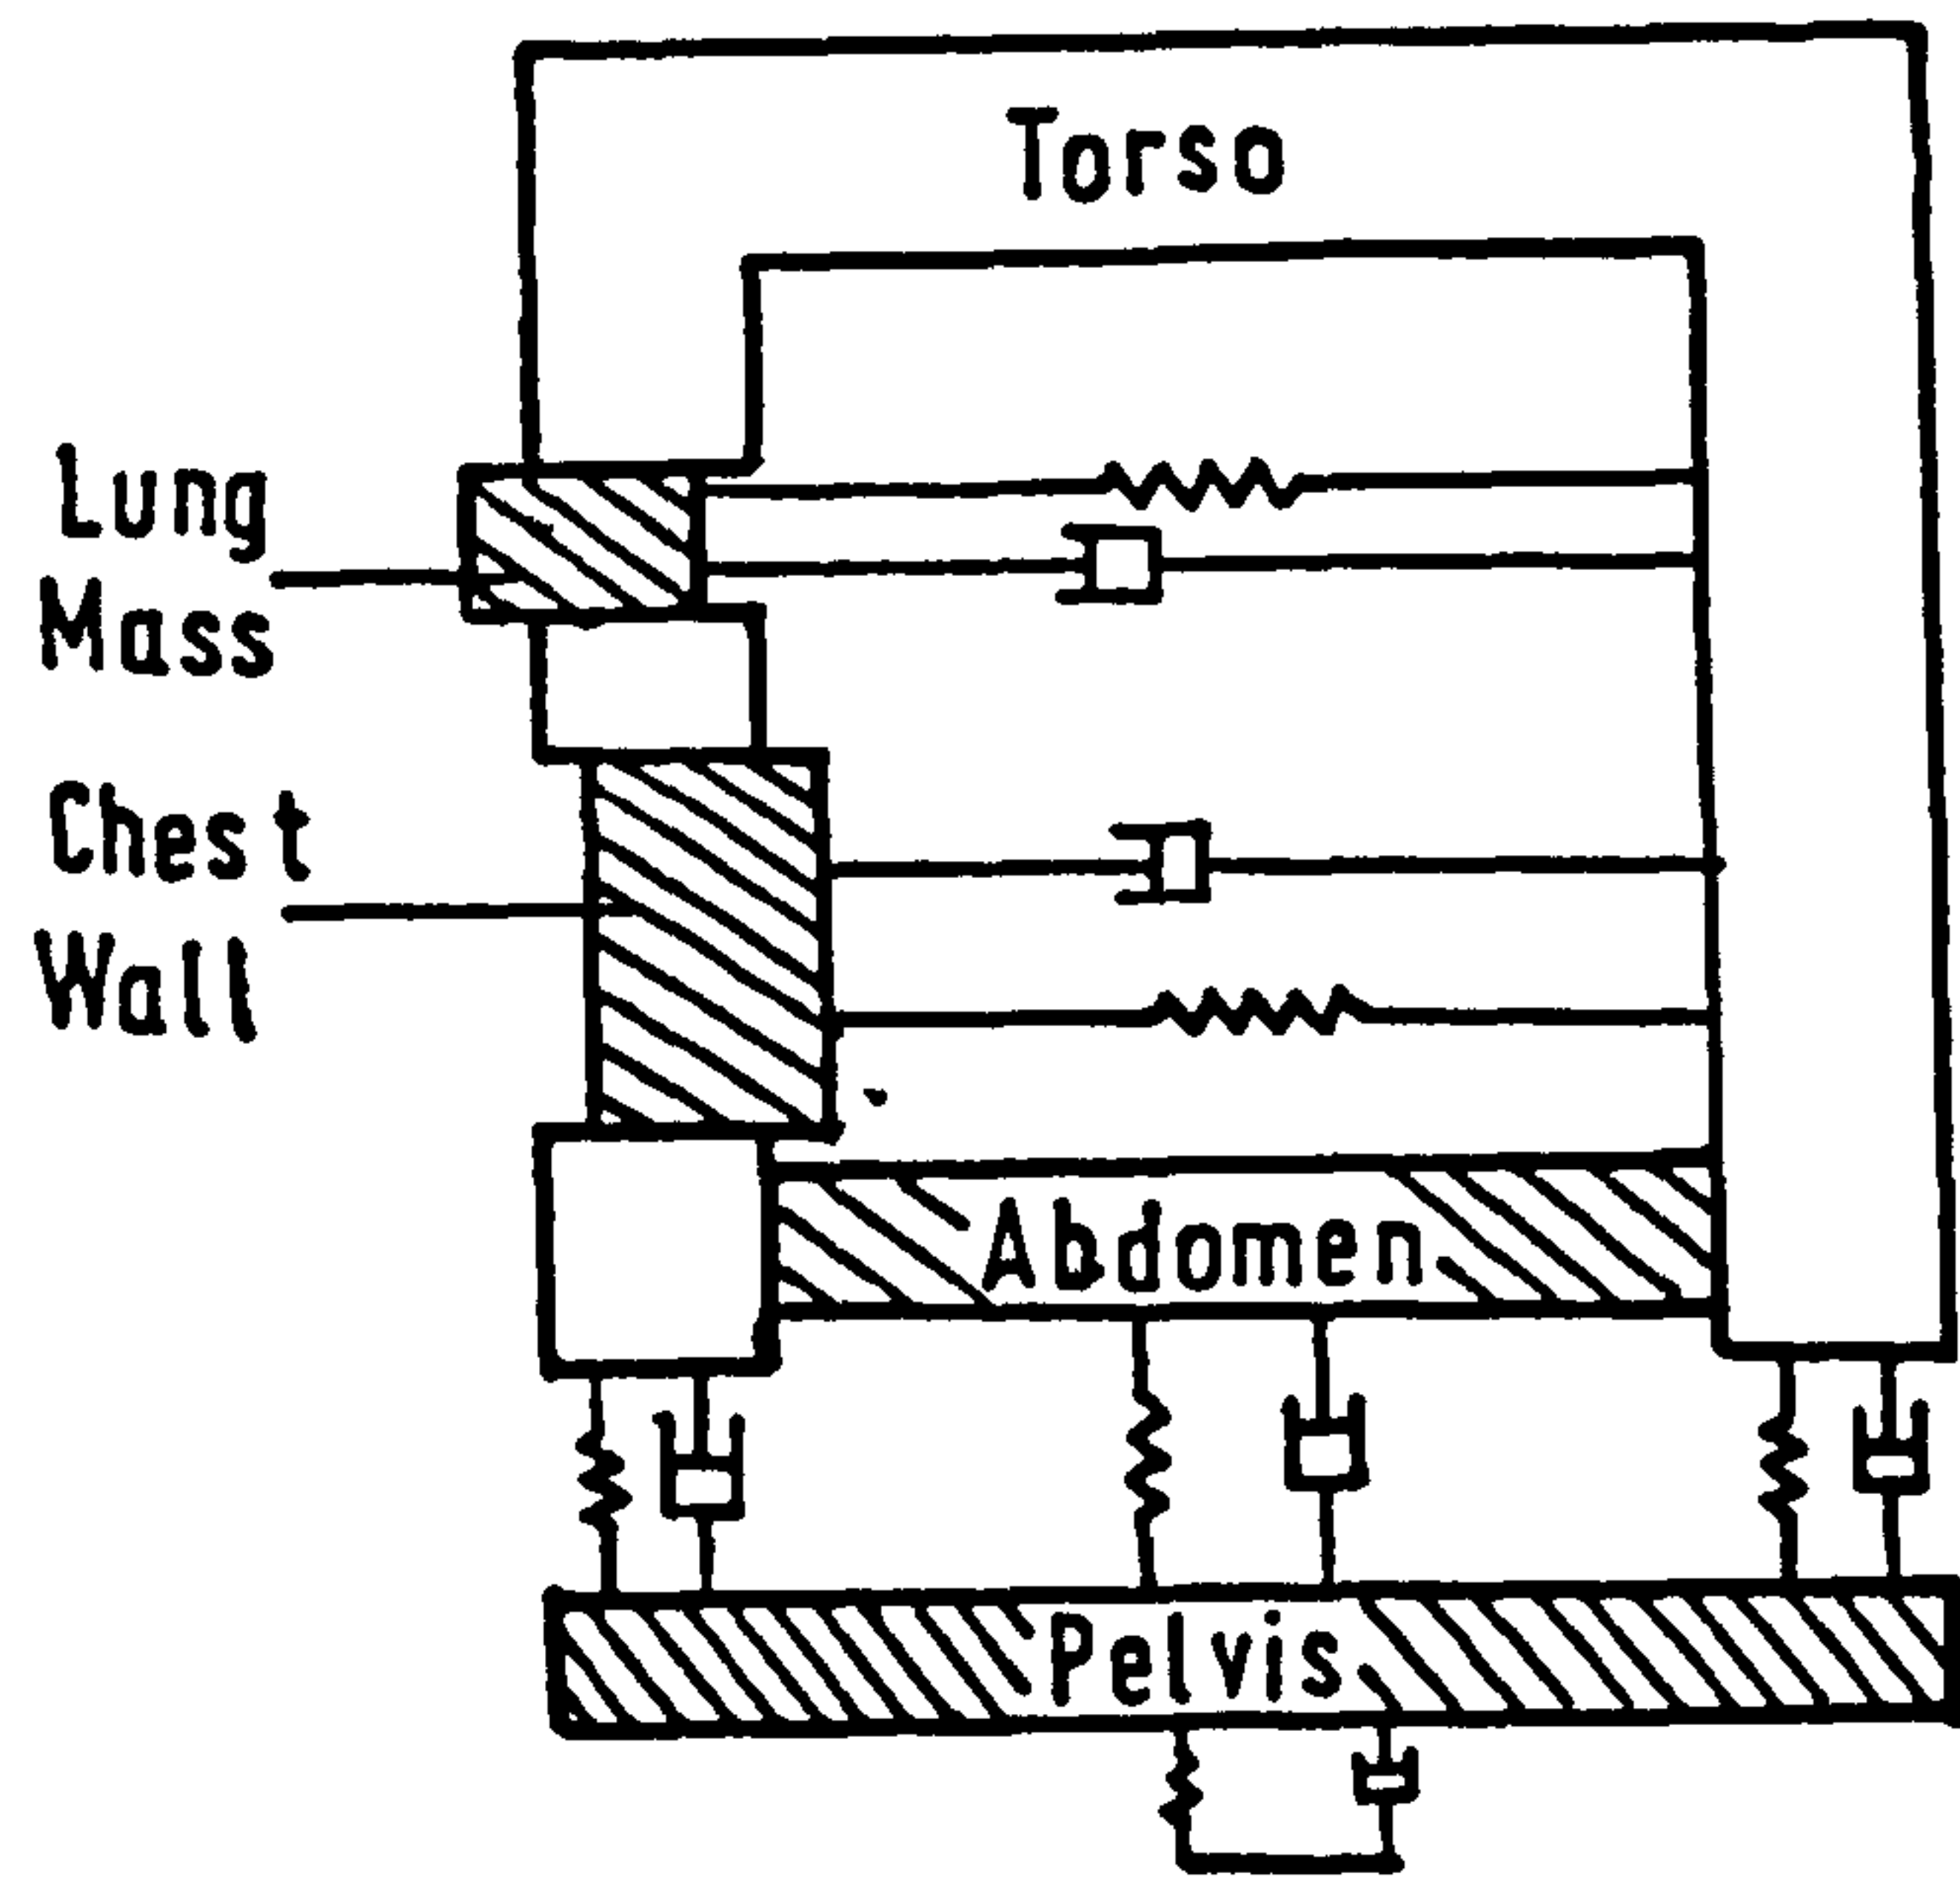 Torso
Lung
Mass
Chest
Wall
Abdomen
Pelvis